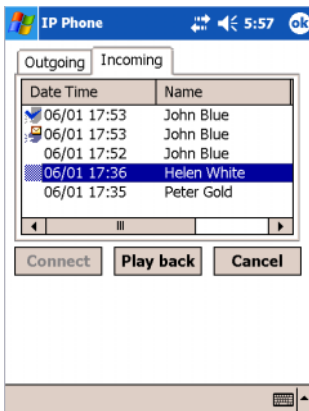 IP Phone 5:57 ok
Outgoing Incoming
Date Time Name
06/01 17:53 John Blue
06/01 17:53 John Blue
06/01 17:52 John Blue
06/01 17:36 Helen White
06/01 17:35 Peter Gold
Connect Play back Cancel